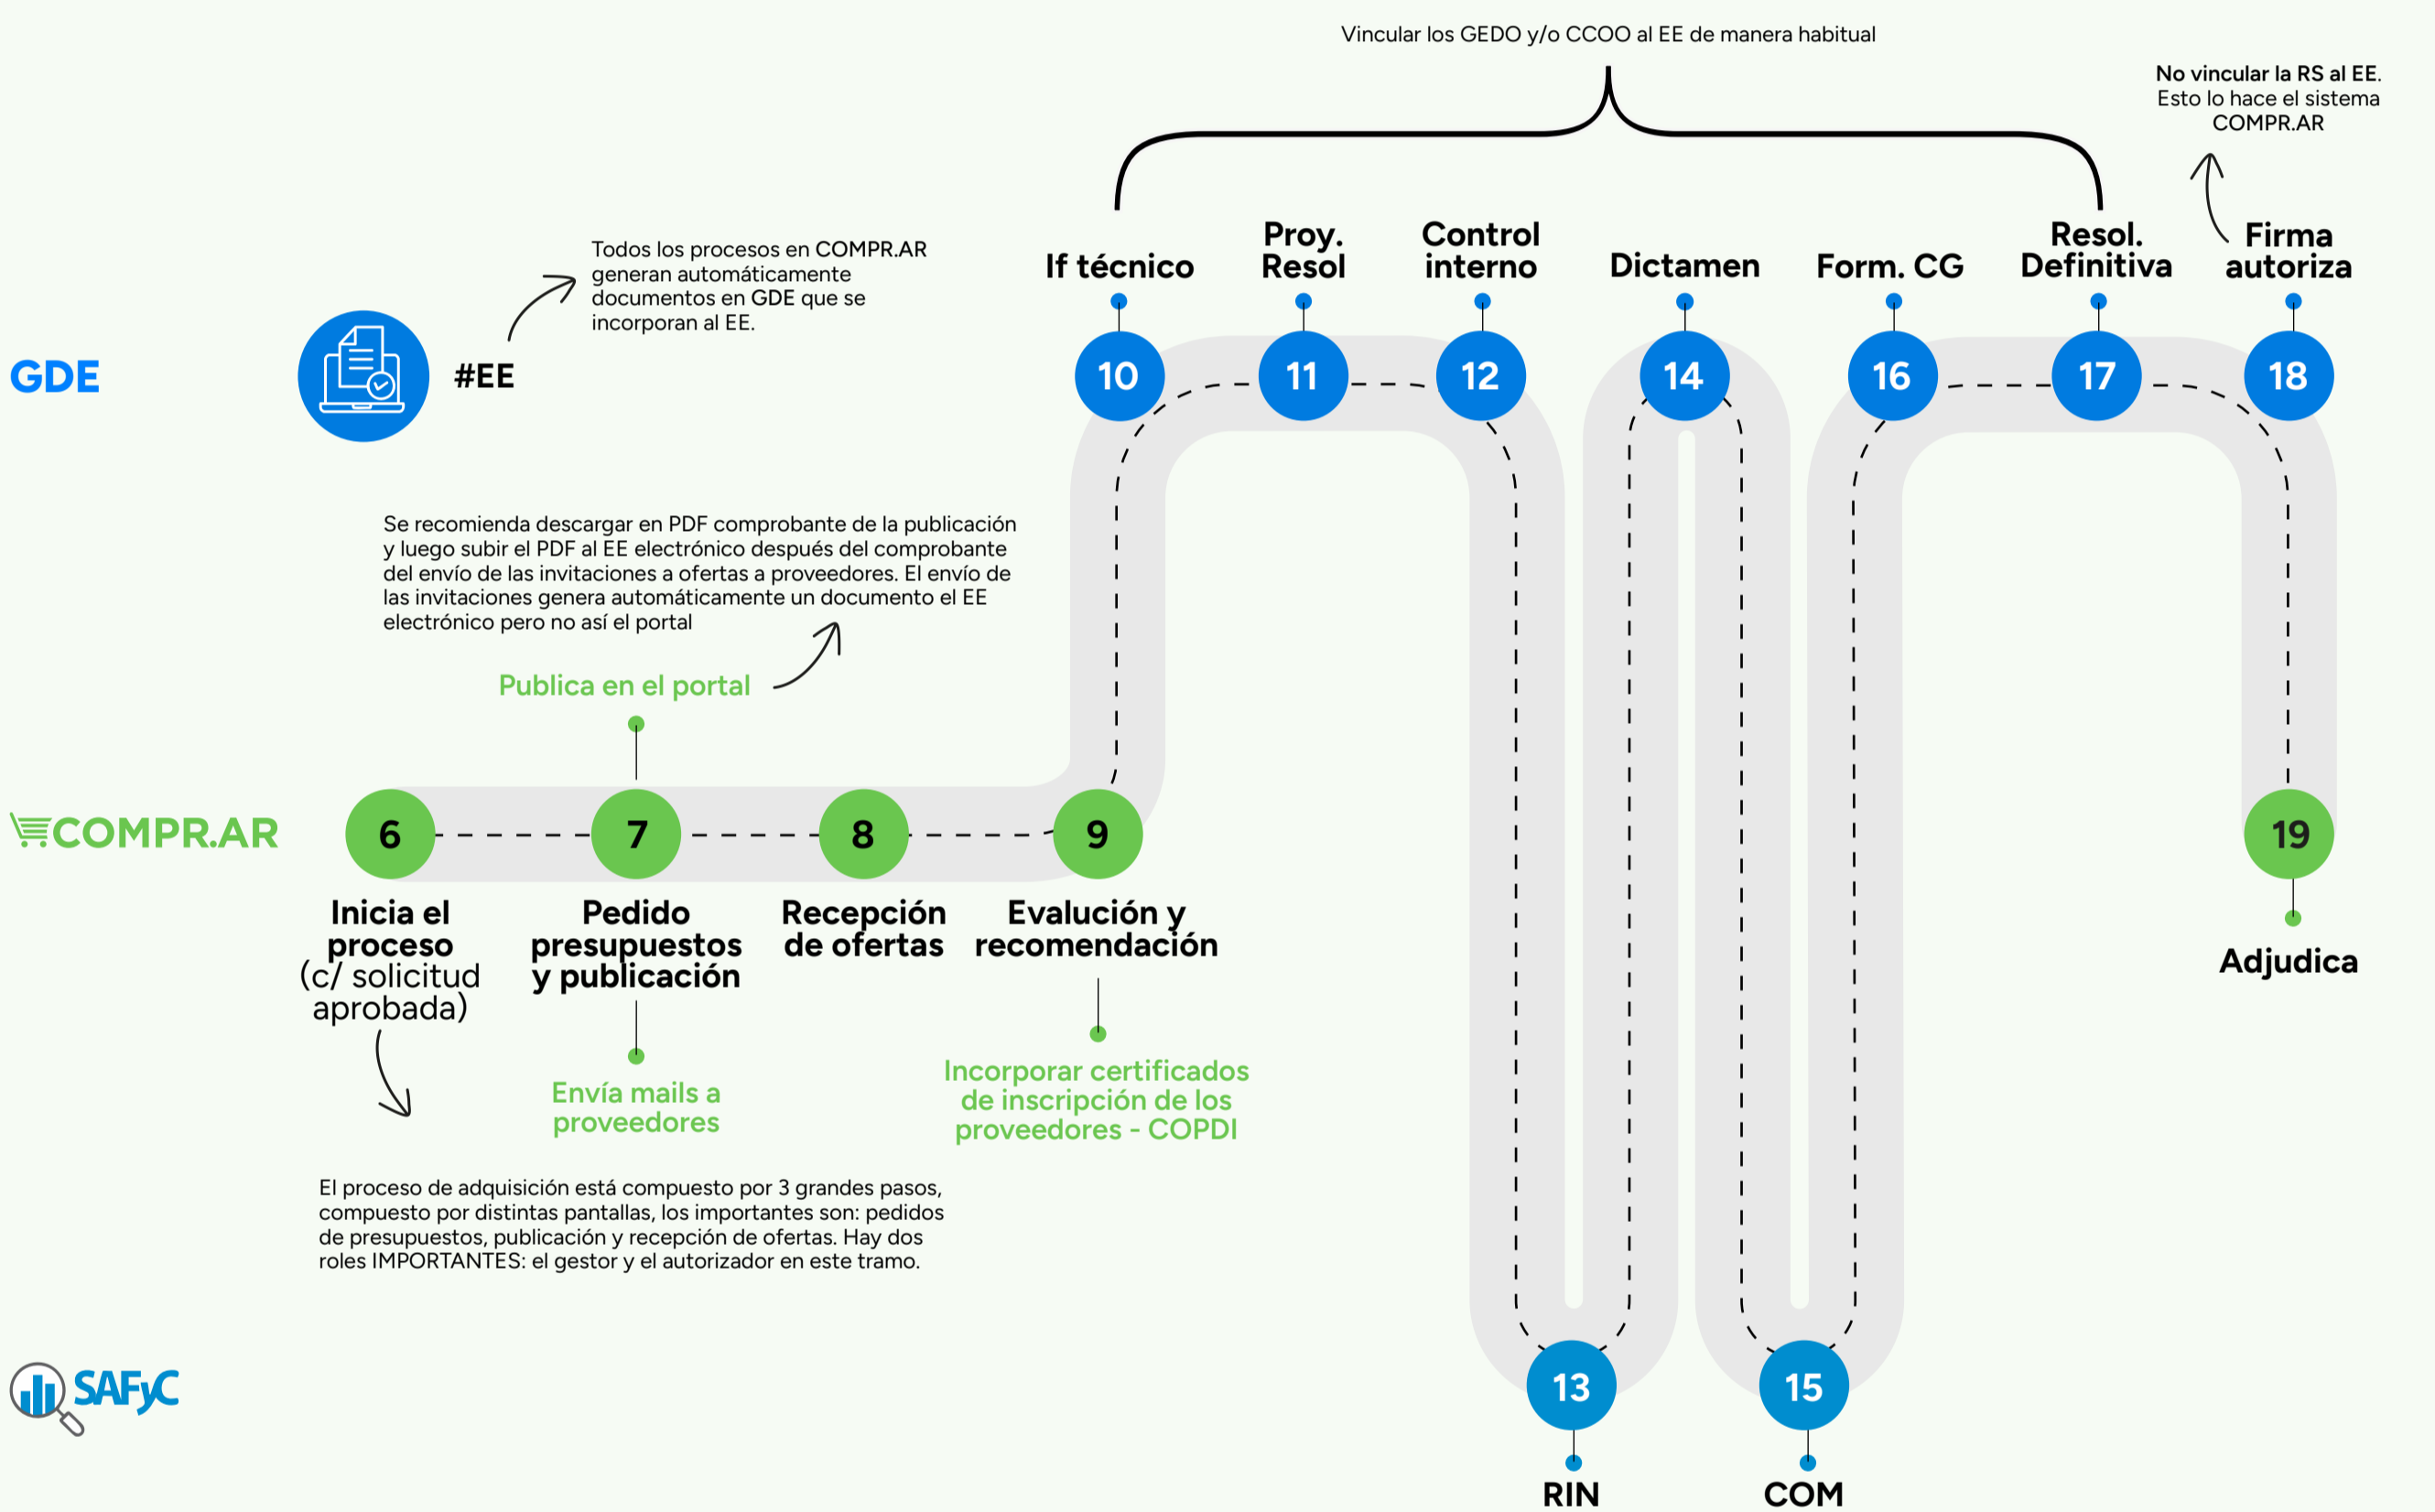 Vincular los GEDO y/o CCOO al EE de manera habitual
No vincular la RS al EE.
Esto lo hace el sistema
COMPR.AR
Todos los procesos en COMPR.AR
generan automáticamente
documentos en GDE que se
incorporan al EE.
If técnico
Proy.
Resol
Control
interno
Dictamen
Form. CG
Resol.
Definitiva
Firma
autoriza
GDE
#EE
10
11
12
14
16
17
18
Se recomienda descargar en PDF comprobante de la publicación
y luego subir el PDF al EE electrónico después del comprobante
del envío de las invitaciones a ofertas a proveedores. El envío de
las invitaciones genera automáticamente un documento el EE
electrónico pero no así el portal
Publica en el portal
COMPR.AR
6
7
8
9
19
Inicia el
proceso
(c/ solicitud
aprobada)
Pedido
presupuestos
y publicación
Recepción
de ofertas
Evalución y
recomendación
Adjudica
Envía mails a
proveedores
Incorporar certificados
de inscripción de los
proveedores - COPDI
El proceso de adquisición está compuesto por 3 grandes pasos,
compuesto por distintas pantallas, los importantes son: pedidos
de presupuestos, publicación y recepción de ofertas. Hay dos
roles IMPORTANTES: el gestor y el autorizador en este tramo.
SAFyC
13
15
RIN
COM